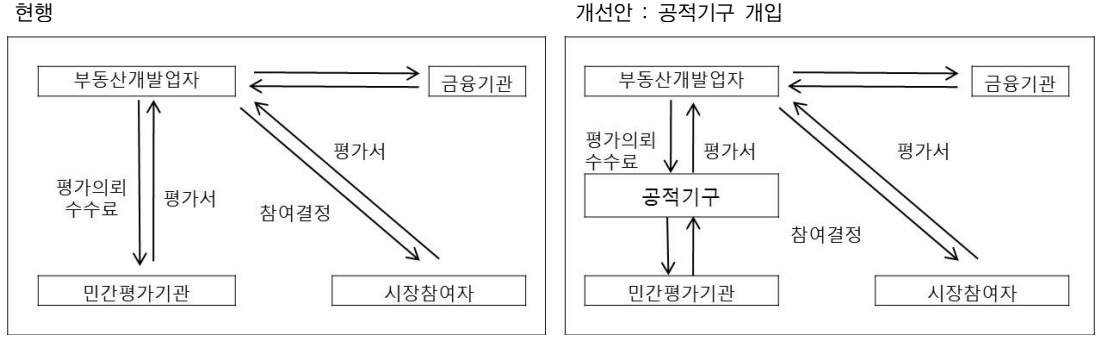 현행
부동산개발업자
금융기관
평가의뢰
수수료
평가서
평가서
참여결정
민간평가기관
시장참여자
개선안 : 공적기구 개입
부동산개발업자
금융기관
평가의뢰
수수료
평가서
평가서
공적기구
참여결정
민간평가기관
시장참여자